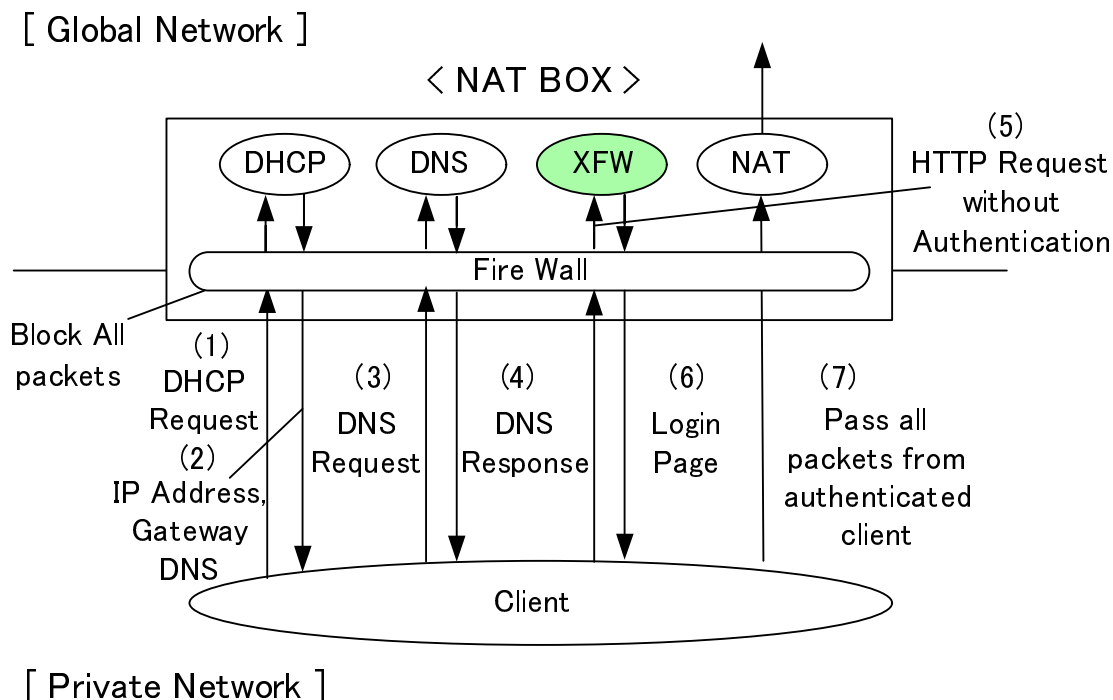 [ Global Network ]
< NAT BOX >
DHCP
DNS
XFW
NAT
(5)
HTTP Request
without
Authentication
Fire Wall
Block All
packets
(1)
DHCP
Request
(2)
IP Address,
Gateway
DNS
(3)
DNS
Request
(4)
DNS
Response
(6)
Login
Page
(7)
Pass all
packets from
authenticated
client
Client
[ Private Network ]